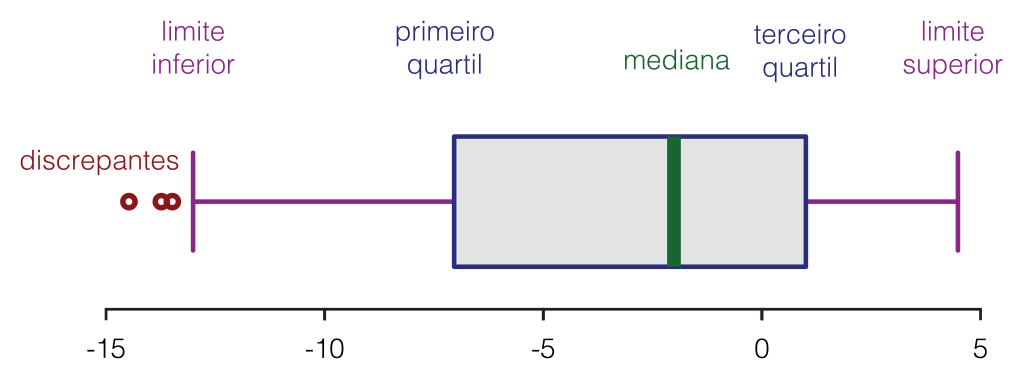 limite
inferior
primeiro
quartil
mediana
terceiro
quartil
limite
superior
discrepantes
-15
-10
-5
0
5